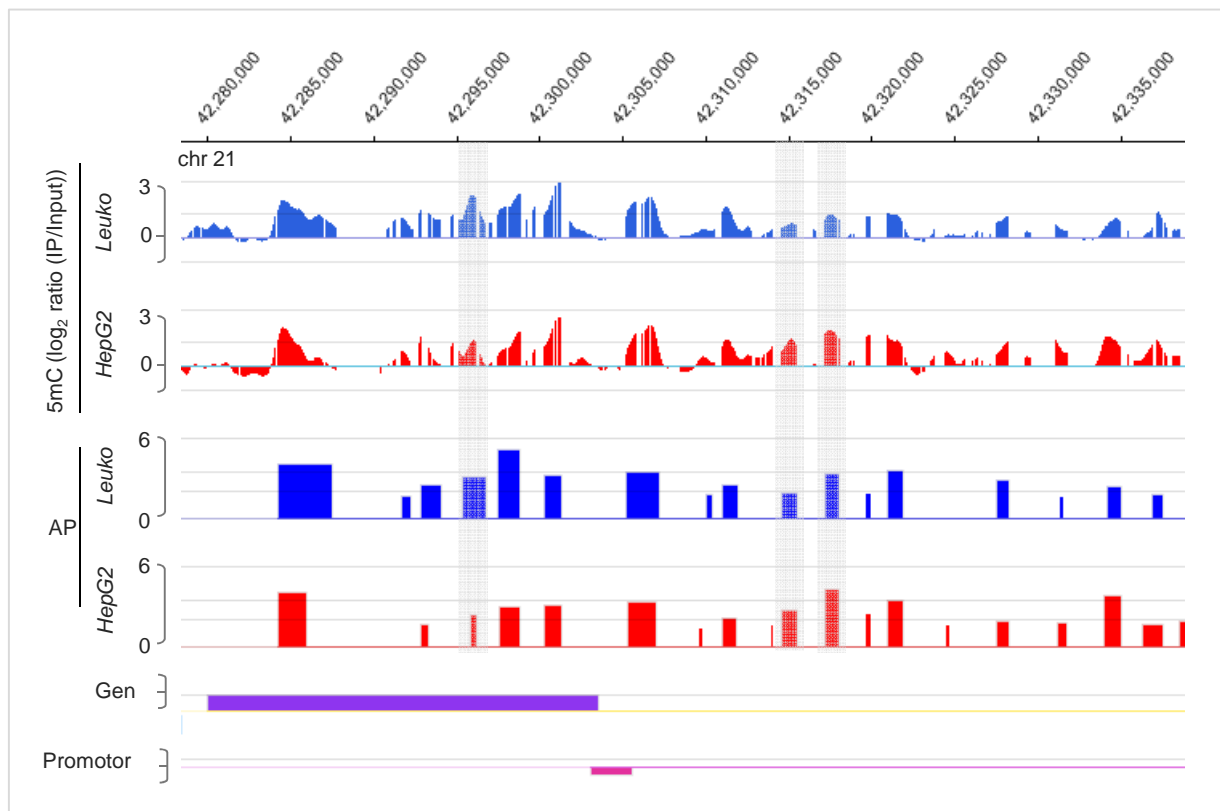 42,280,000
42,285,000
42,290,000
42,295,000
42,300,000
42,305,000
42,310,000
42,315,000
42,320,000
42,325,000
42,330,000
42,335,000
chr 21
5mC (log₂ ratio (IP/Input))
Leuko
3
0
HepG2
3
0
AP
Leuko
6
0
HepG2
6
0
Gen
Promotor